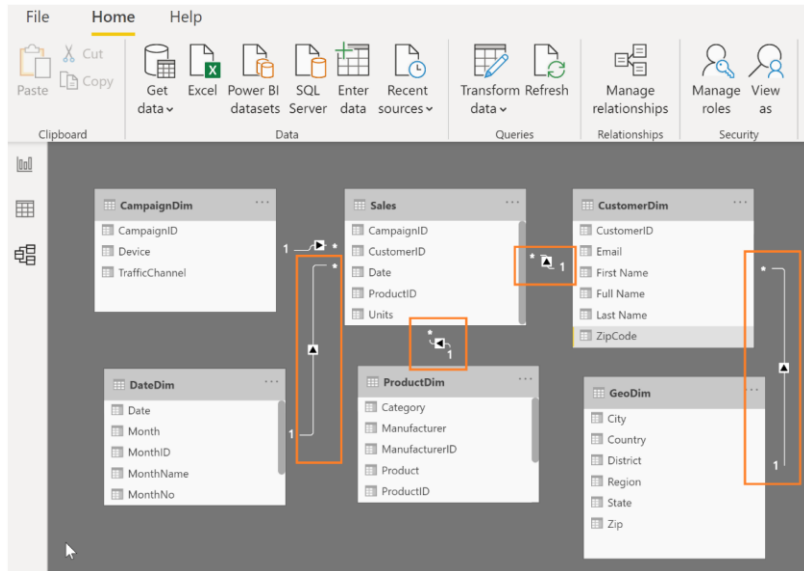 File Home Help
Cut
Copy
Paste
Get data
Excel
Power BI datasets
SQL Server
Enter data
Recent sources
Transform data
Refresh
Manage relationships
Manage roles
View as
Clipboard
Data
Queries
Relationships
Security
CampaignDim ...
CampaignID
Device
TrafficChannel
1 *
*
1
Sales ...
CampaignID
CustomerID
Date
ProductID
Units
* 1
*
1
CustomerDim ...
CustomerID
Email
First Name
Full Name
Last Name
ZipCode
*
1
DateDim ...
Date
Month
MonthID
MonthName
MonthNo
ProductDim ...
Category
Manufacturer
ManufacturerID
Product
ProductID
GeoDim ...
City
Country
District
Region
State
Zip